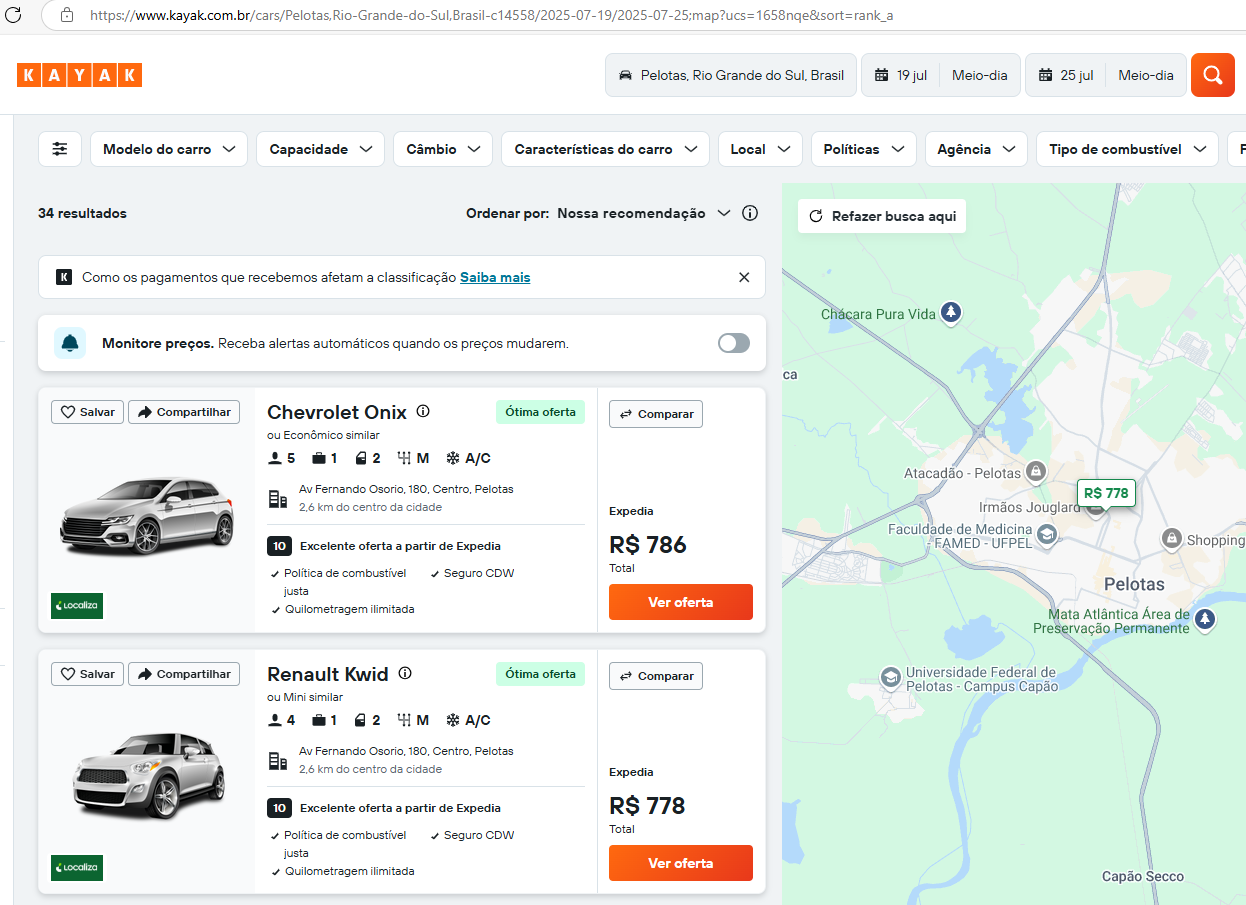 https://www.kayak.com.br/cars/Pelotas,Rio-Grande-do-Sul,Brasil-c14558/2025-07-19/2025-07-25;map?ucs=1658nqe&sort=rank_a
KAYAK
Pelotas, Rio Grande do Sul, Brasil
19 jul
Meio-dia
25 jul
Meio-dia
Modelo do carro
Capacidade
Câmbio
Características do carro
Local
Políticas
Agência
Tipo de combustível
34 resultados
Ordenar por: Nossa recomendação
K Como os pagamentos que recebemos afetam a classificação Saiba mais
Monitore preços. Receba alertas automáticos quando os preços mudarem.
Salvar
Compartilhar
Chevrolet Onix
Ótima oferta
ou Econômico similar
5 1 2 M A/C
Av Fernando Osorio, 180, Centro, Pelotas
2,6 km do centro da cidade
10 Excelente oferta a partir de Expedia
Política de combustível justa
Seguro CDW
Quilometragem ilimitada
Localiza
Comparar
Expedia
R$ 786
Total
Ver oferta
Salvar
Compartilhar
Renault Kwid
Ótima oferta
ou Mini similar
4 1 2 M A/C
Av Fernando Osorio, 180, Centro, Pelotas
2,6 km do centro da cidade
10 Excelente oferta a partir de Expedia
Política de combustível justa
Seguro CDW
Quilometragem ilimitada
Localiza
Comparar
Expedia
R$ 778
Total
Ver oferta
Refazer busca aqui
Chácara Pura Vida
ca
Atacadão - Pelotas
R$ 778
Irmãos Jouglard
Faculdade de Medicina
- FAMED - UFPEL
Shopping
Pelotas
Mata Atlântica Área de
Preservação Permanente
Universidade Federal de
Pelotas - Campus Capão
Capão Secco